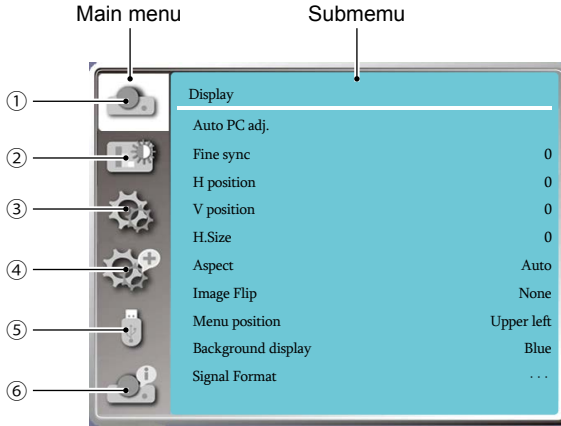 Main menu Submemu
① 
② 
③ 
④ 
⑤ 
⑥ 
Display
Auto PC adj.
Fine sync 0
H position 0
V position 0
H.Size 0
Aspect Auto
Image Flip None
Menu position Upper left
Background display Blue
Signal Format ...